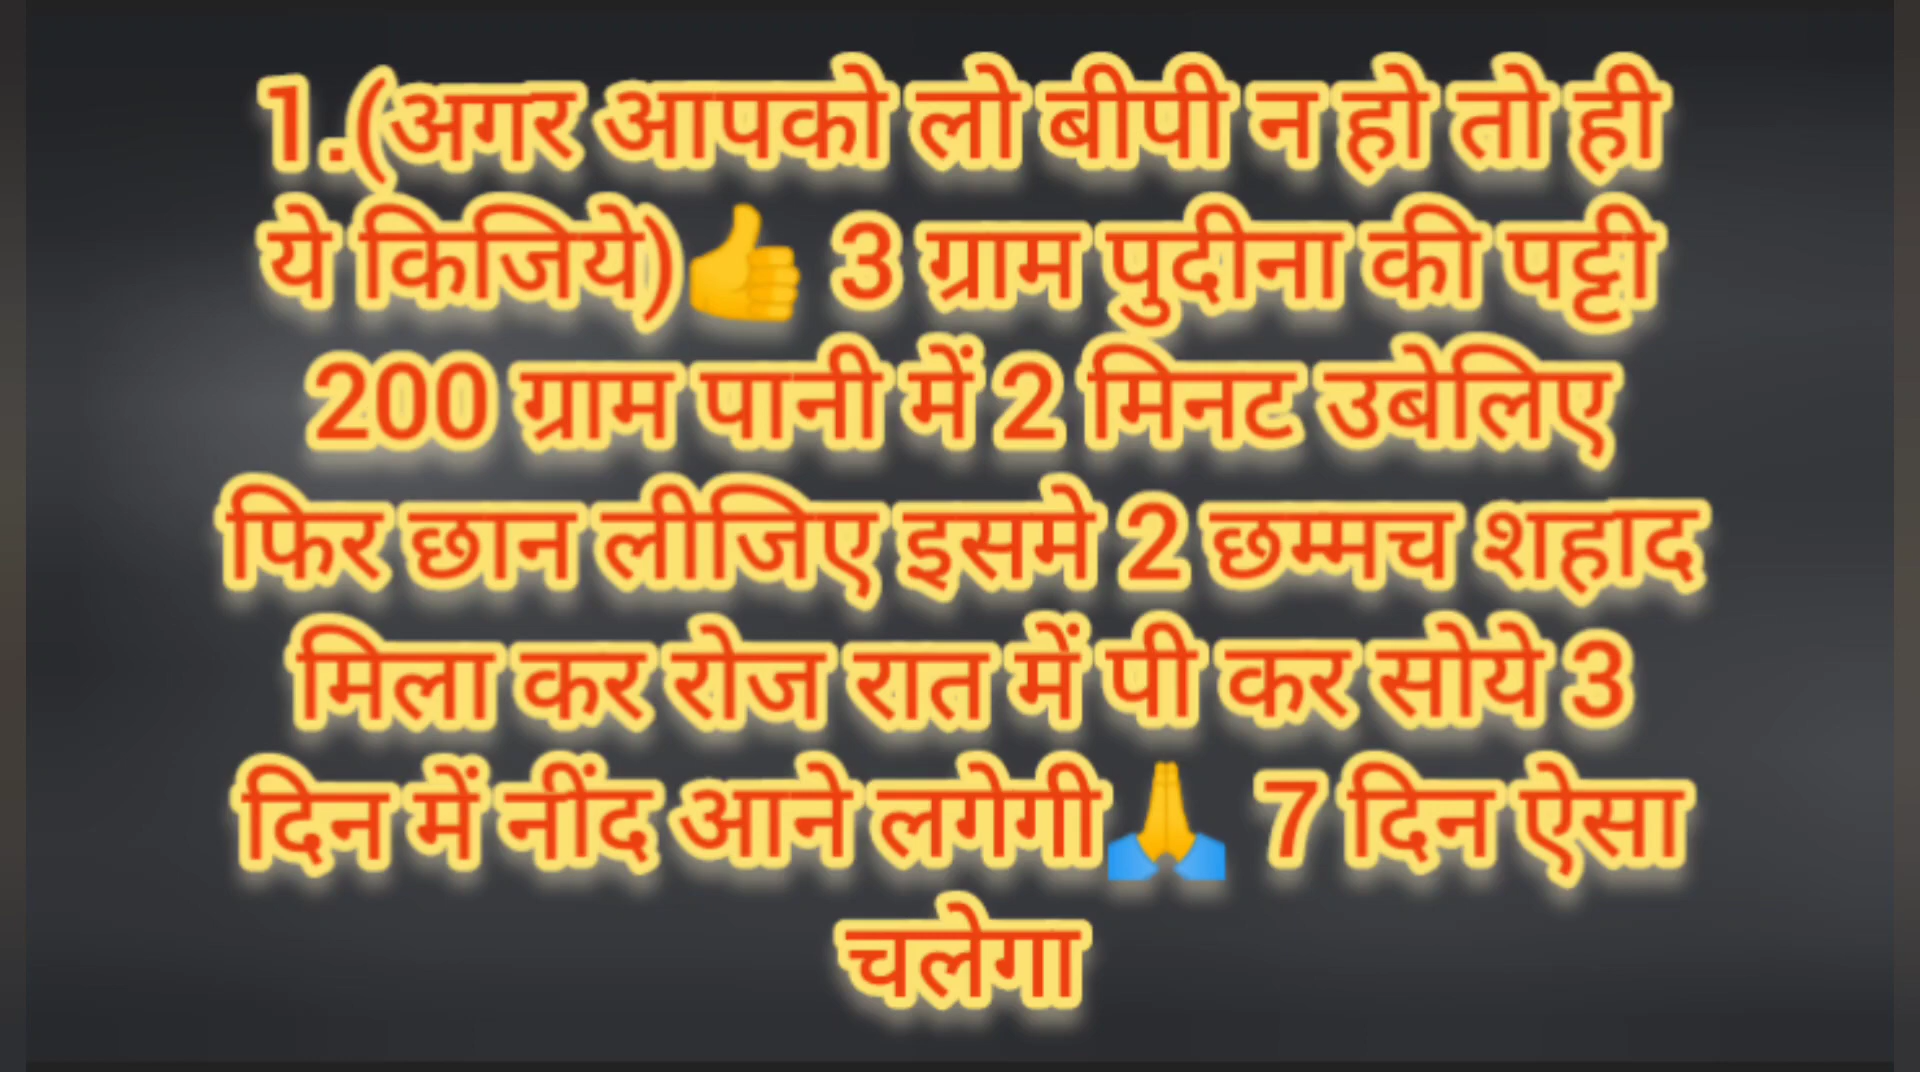 1.(अगर आपको लो बीपी न हो तो ही
ये किजिये)👍 3 ग्राम पुदीना की पट्टी
200 ग्राम पानी में 2 मिनट उबेलिए
फिर छान लीजिए इसमे 2 छम्मच शहाद
मिला कर रोज रात में पी कर सोये 3
दिन में नींद आने लगेगी🙏 7 दिन ऐसा
चलेगा